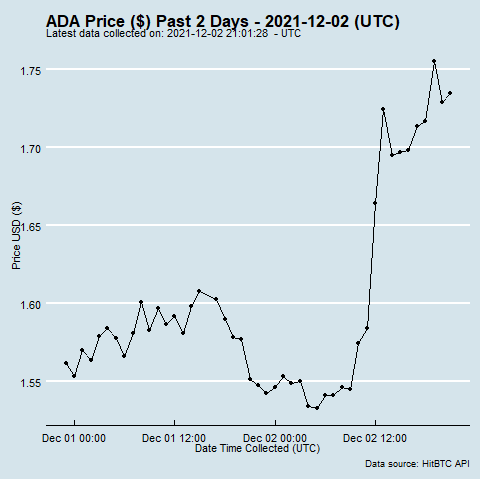 ADA Price ($) Past 2 Days - 2021-12-02 (UTC)
Latest data collected on: 2021-12-02 21:01:28 - UTC
1.75
1.70
1.65
1.60
1.55
Price USD ($)
Dec 01 00:00 Dec 01 12:00 Dec 02 00:00 Dec 02 12:00
Date Time Collected (UTC)
Data source: HitBTC API